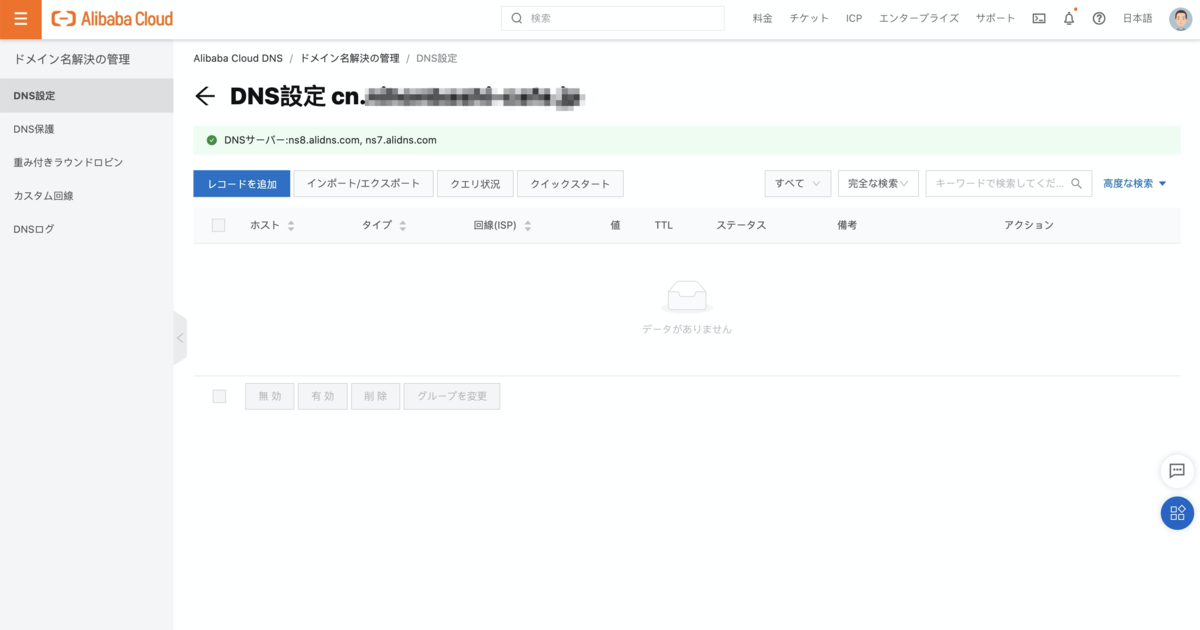 Alibaba Cloud
検索
料金 チケット ICP エンタープライズ サポート 日本語
ドメイン名解決の管理
DNS設定
DNS保護
重み付きラウンドロビン
カスタム回線
DNSログ
Alibaba Cloud DNS / ドメイン名解決の管理 / DNS設定
DNS設定 cn.
DNSサーバー:ns8.alidns.com, ns7.alidns.com
レコードを追加 インポート/エクスポート クエリ状況 クイックスタート すべて 完全な検索 キーワードで検索してくだ... 高度な検索
ホスト タイプ 回線(ISP) 値 TTL ステータス 備考 アクション
データがありません
無効 有効 削除 グループを変更